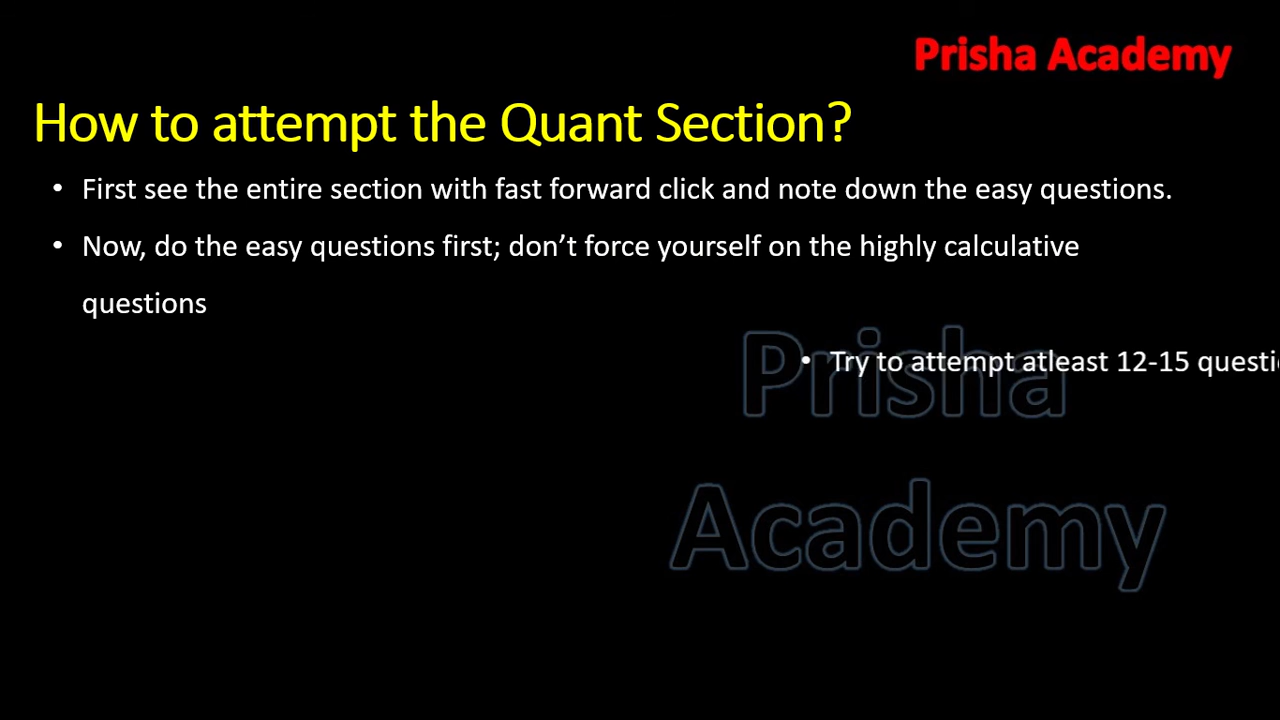 Prisha Academy
How to attempt the Quant Section?
• First see the entire section with fast forward click and note down the easy questions.
• Now, do the easy questions first; don’t force yourself on the highly calculative
questions
• Try to attempt atleast 12-15
Prisha
Academy